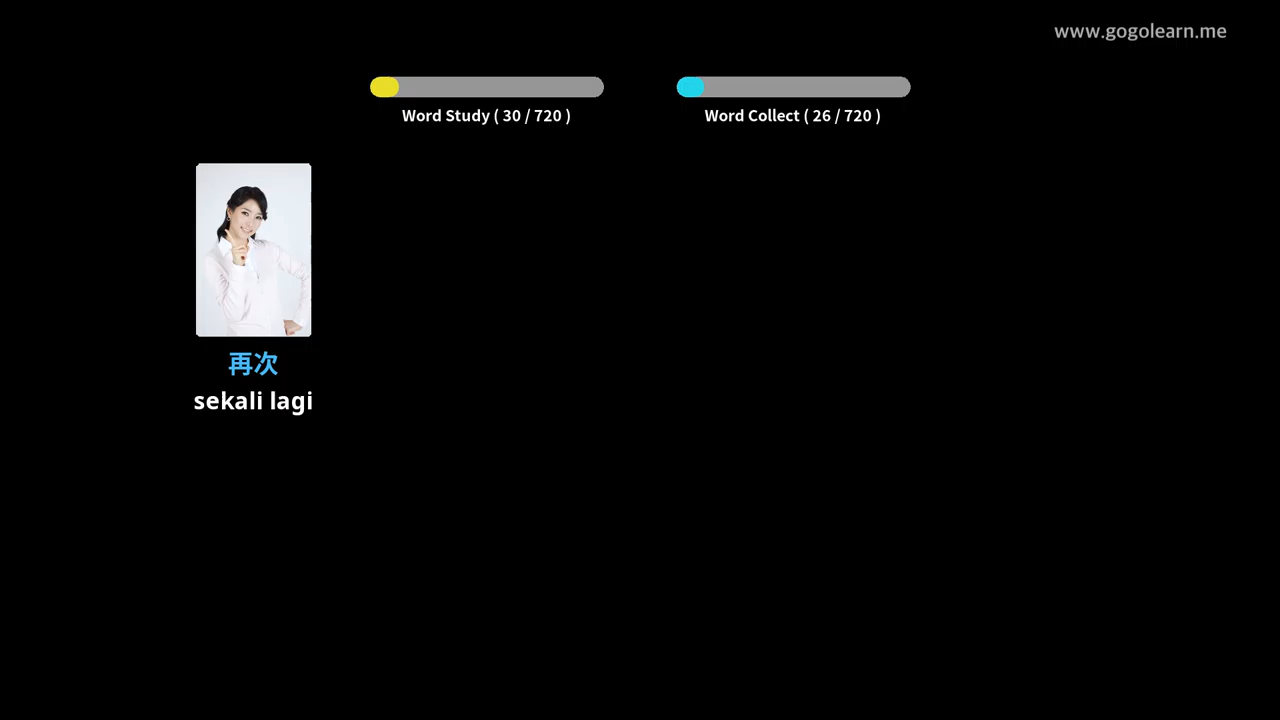 www.gogolearn.me
Word Study ( 30 / 720 )
Word Collect ( 26 / 720 )
再次
sekali lagi